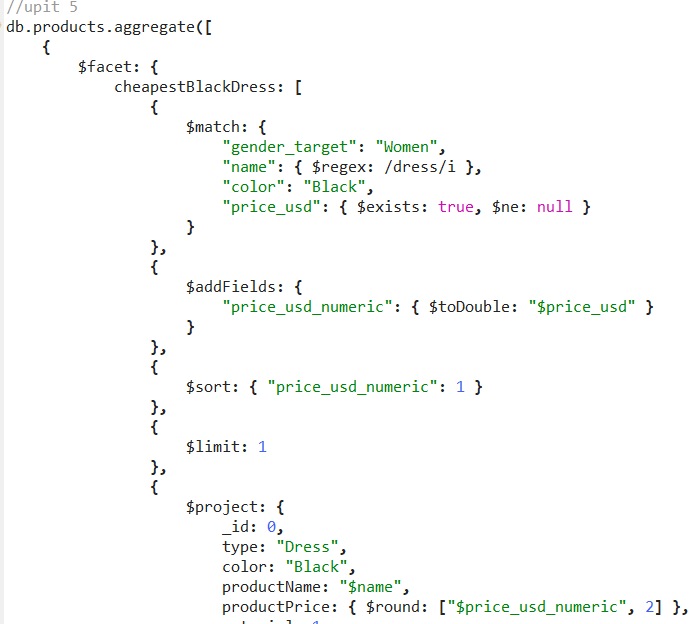 //upit 5
db.products.aggregate([
    {
        $facet: {
            cheapestBlackDress: [
                {
                    $match: {
                        "gender_target": "Women",
                        "name": { $regex: /dress/i },
                        "color": "Black",
                        "price_usd": { $exists: true, $ne: null }
                    }
                },
                {
                    $addFields: {
                        "price_usd_numeric": { $toDouble: "$price_usd" }
                    }
                },
                {
                    $sort: { "price_usd_numeric": 1 }
                },
                {
                    $limit: 1
                },
                {
                    $project: {
                        _id: 0,
                        type: "Dress",
                        color: "Black",
                        productName: "$name",
                        productPrice: { $round: ["$price_usd_numeric", 2] },